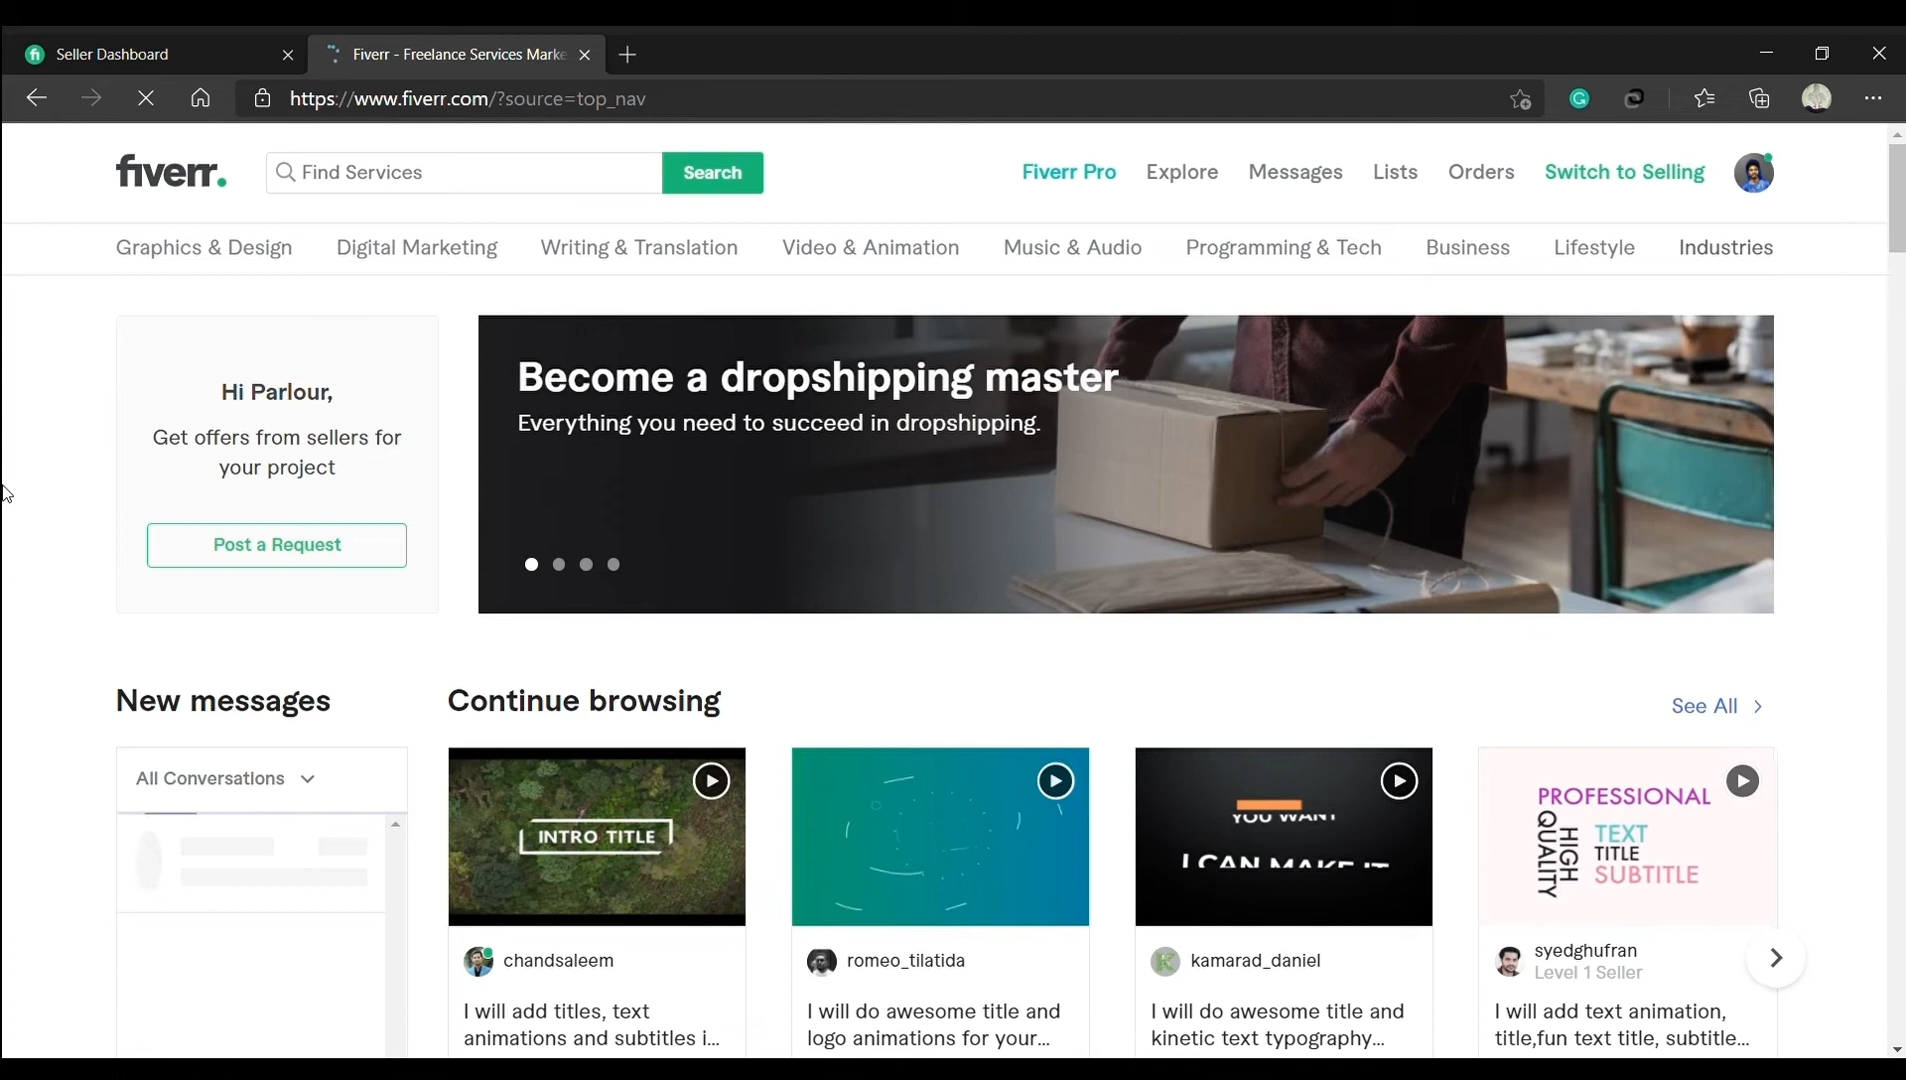 Seller Dashboard
Fiverr - Freelance Services Marke
https://www.fiverr.com/?source=top_nav
fiverr.
Find Services
Search
Fiverr Pro
Explore
Messages
Lists
Orders
Switch to Selling
Graphics & Design
Digital Marketing
Writing & Translation
Video & Animation
Music & Audio
Programming & Tech
Business
Lifestyle
Industries
Hi Parlour,
Get offers from sellers for
your project
Post a Request
Become a dropshipping master
Everything you need to succeed in dropshipping.
New messages
Continue browsing
See All
All Conversations
INTRO TITLE
YOU WANT
I CAN MAKE IT
PROFESSIONAL
QUALITY
HIGH
TEXT
TITLE
SUBTITLE
chandsaleem
I will add titles, text
animations and subtitles i...
romeo_tilatida
I will do awesome title and
logo animations for your...
kamarad_daniel
I will do awesome title and
kinetic text typography...
syedghufran
Level 1 Seller
I will add text animation,
title,fun text title, subtitle...